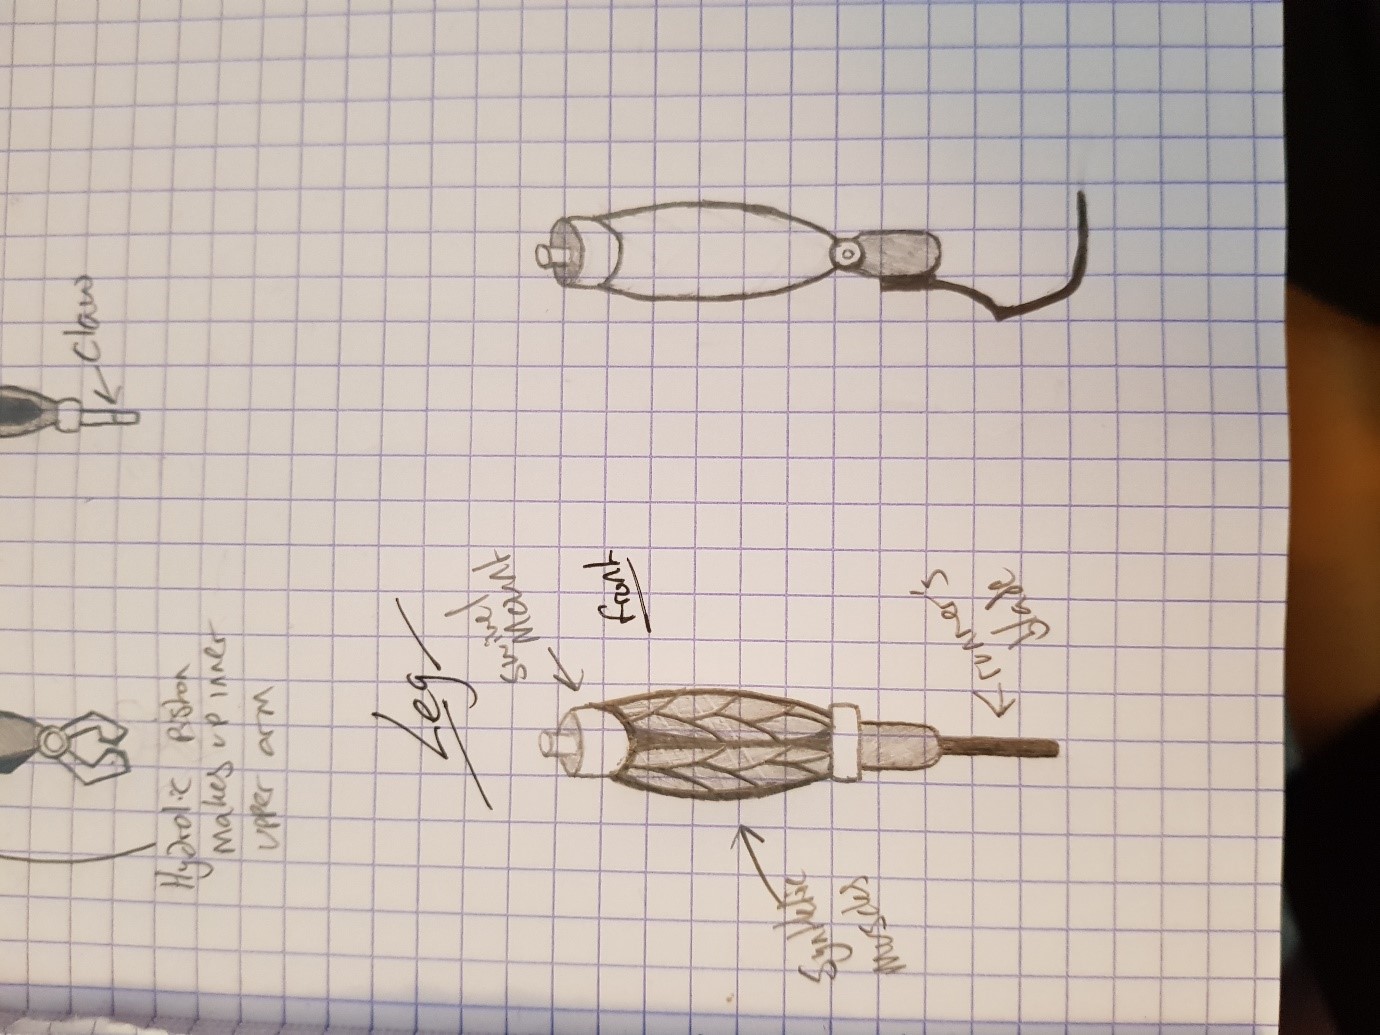 Claw
Hydrolic Piston
makes up inner
upper arm
Leg
Swivel
Mount
front
runner's
blade
Synthetic
muscles